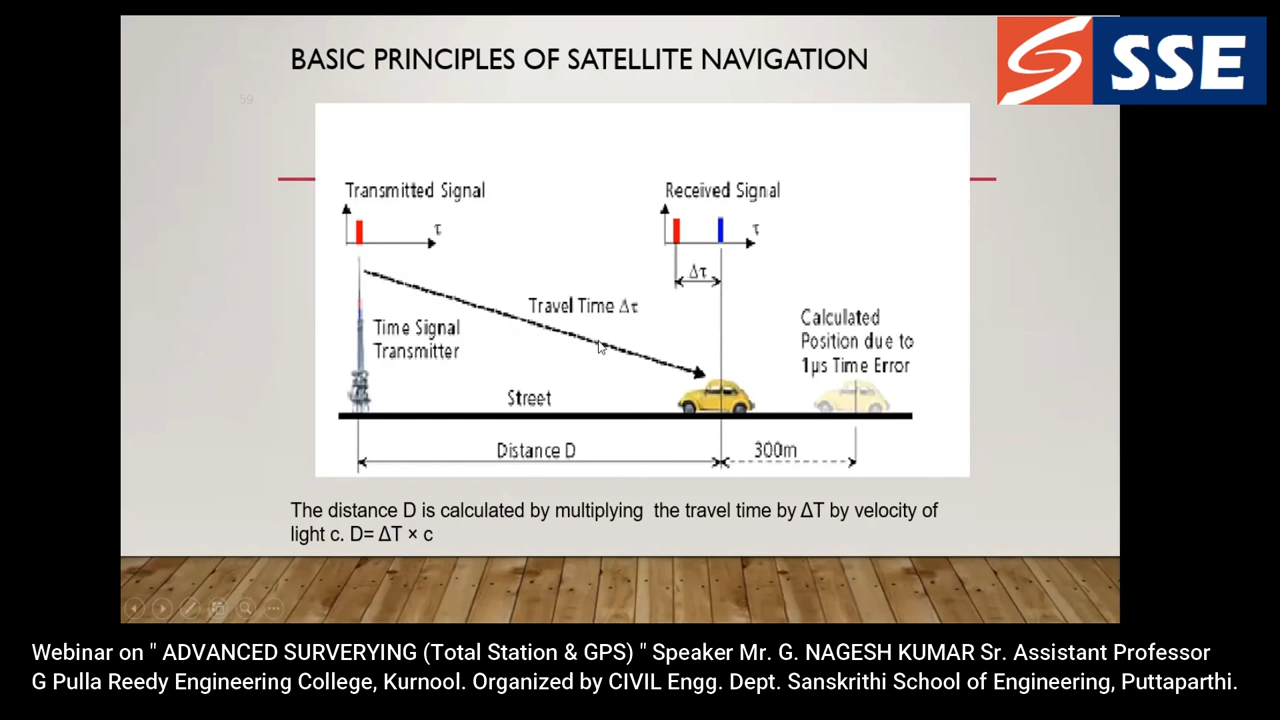 BASIC PRINCIPLES OF SATELLITE NAVIGATION
SSE
59
Transmitted Signal
τ
Received Signal
τ
Δτ
Travel Time Δτ
Time Signal
Transmitter
Calculated
Position due to
1μs Time Error
Street
Distance D
300m
The distance D is calculated by multiplying the travel time by ΔT by velocity of
light c. D= ΔT × c
Webinar on " ADVANCED SURVERYING (Total Station & GPS) " Speaker Mr. G. NAGESH KUMAR Sr. Assistant Professor
G Pulla Reedy Engineering College, Kurnool. Organized by CIVIL Engg. Dept. Sanskrithi School of Engineering, Puttaparthi.